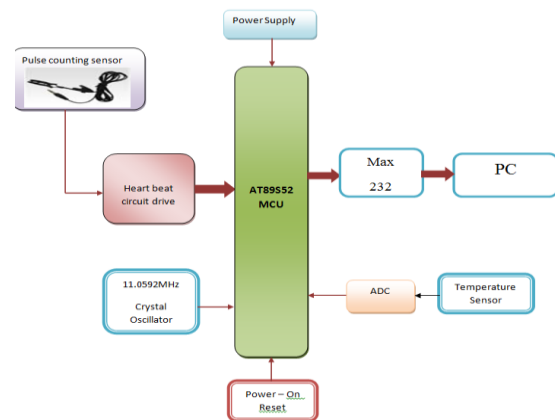 Power Supply
Pulse counting sensor
Heart beat
circuit drive
AT89S52
MCU
Max
232
PC
11.0592MHz
Crystal
Oscillator
ADC
Temperature
Sensor
Power – On
Reset